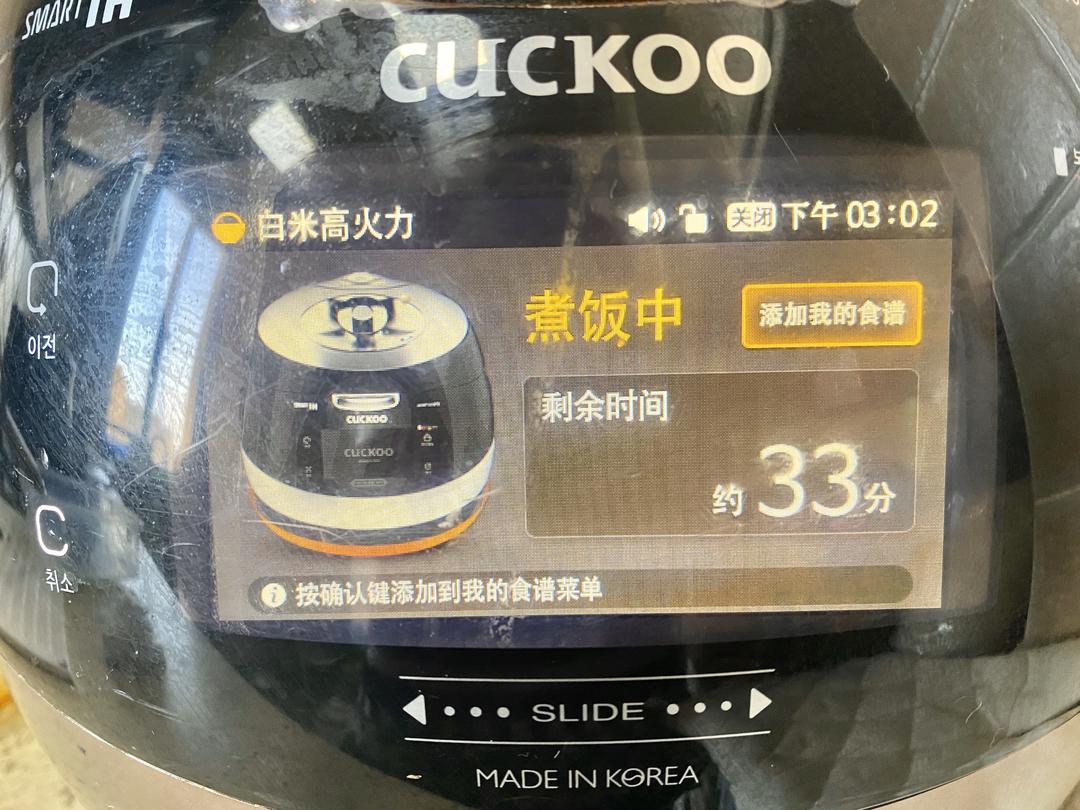 SMART IH
CUCKOO
白米高火力
关闭 下午 03:02
이전
煮饭中
添加我的食谱
剩余时间
CUCKOO
CUCKOO
约 33分
취소
按确认键添加到我的食谱菜单
SLIDE
MADE IN KOREA